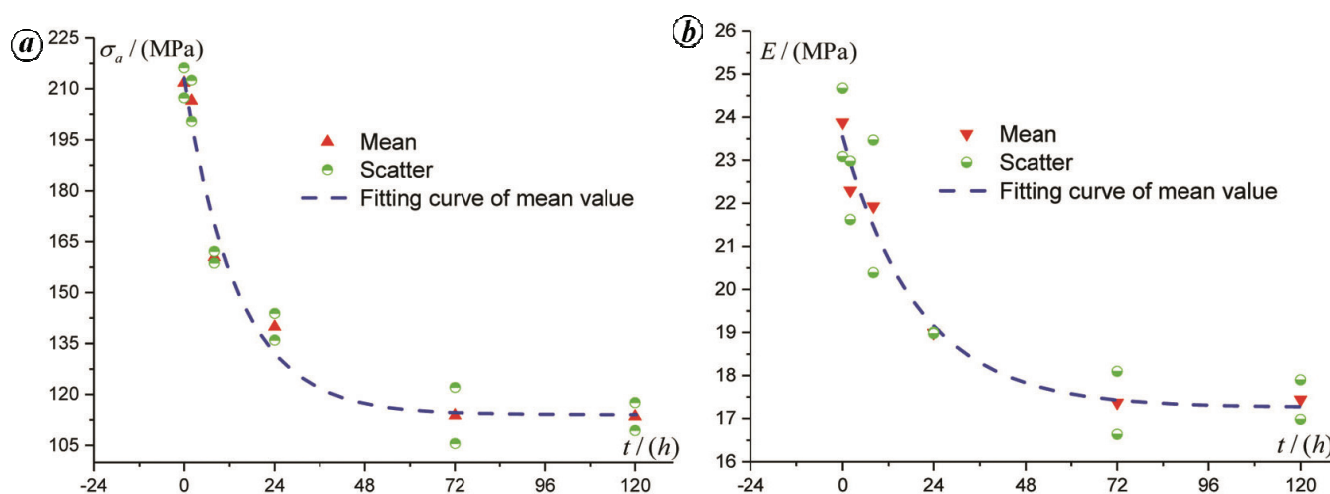 a
σa / (MPa)
225
210
195
180
165
150
135
120
105
Mean
Scatter
Fitting curve of mean value
t / (h)
-24 0 24 48 72 96 120
b
E / (MPa)
26
25
24
23
22
21
20
19
18
17
16
Mean
Scatter
Fitting curve of mean value
t / (h)
-24 0 24 48 72 96 120